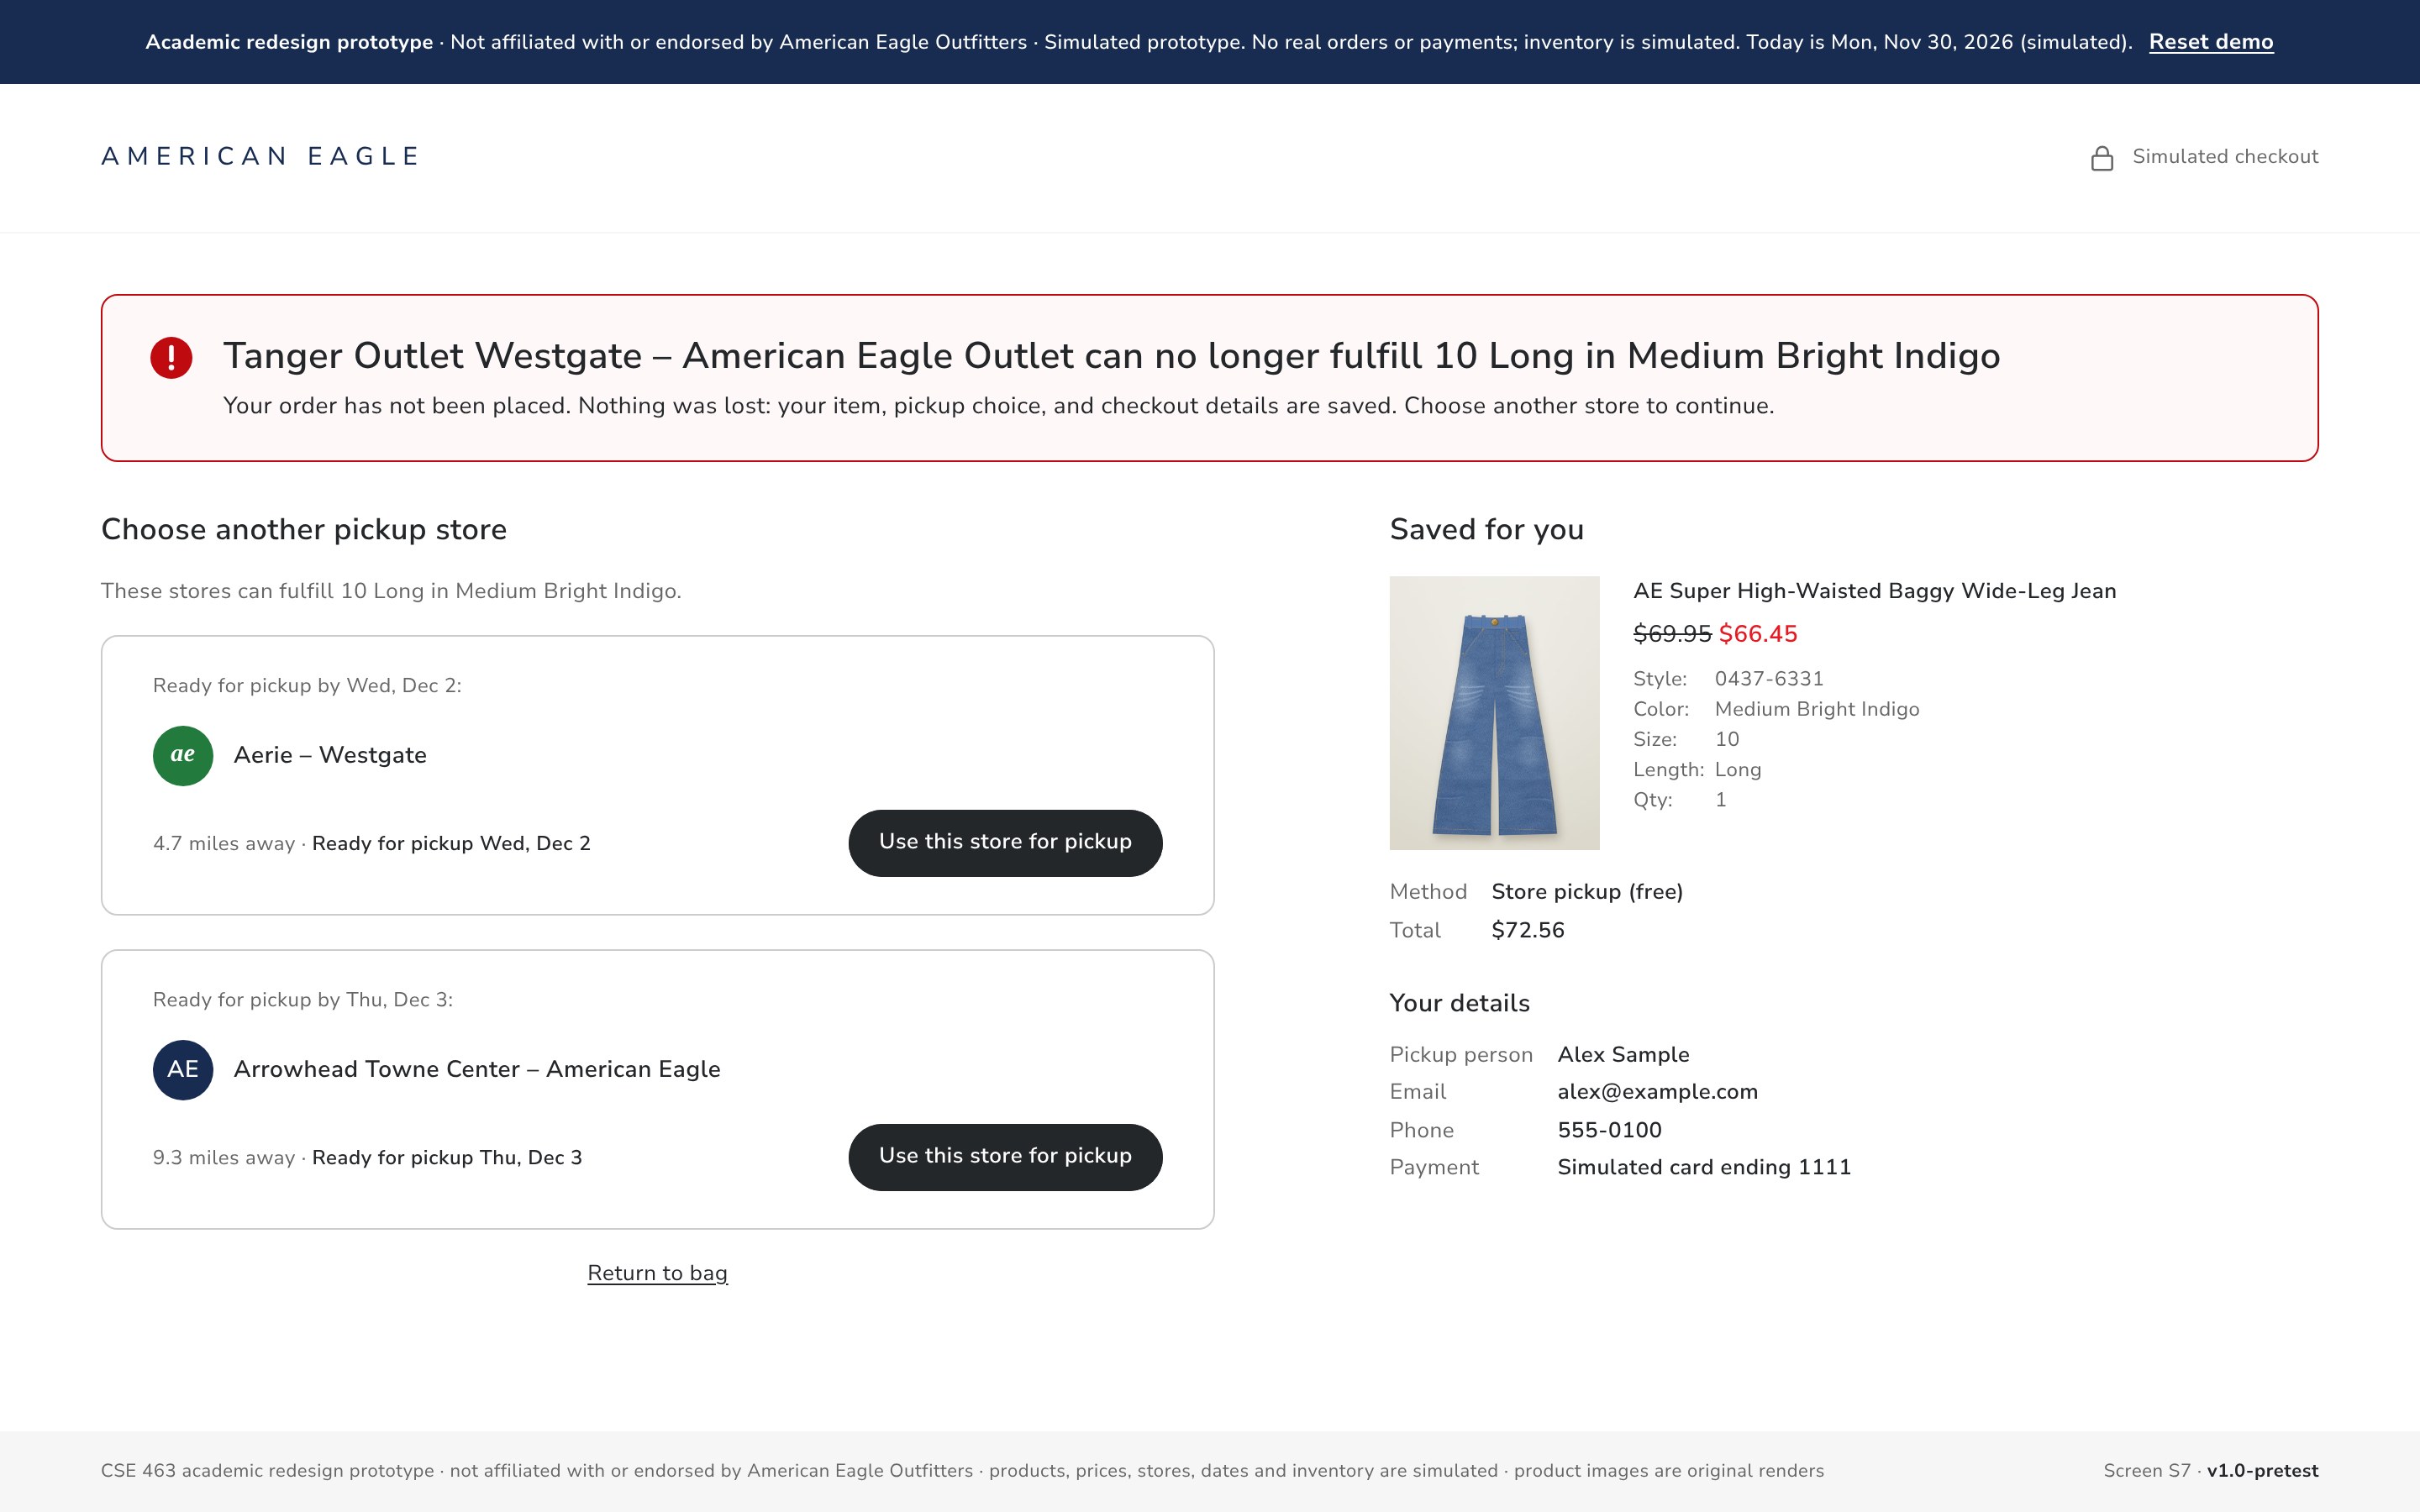 Academic redesign prototype · Not affiliated with or endorsed by American Eagle Outfitters · Simulated prototype. No real orders or payments; inventory is simulated. Today is Mon, Nov 30, 2026 (simulated). Reset demo
AMERICAN EAGLE
Simulated checkout
Tanger Outlet Westgate – American Eagle Outlet can no longer fulfill 10 Long in Medium Bright Indigo
Your order has not been placed. Nothing was lost: your item, pickup choice, and checkout details are saved. Choose another store to continue.
Choose another pickup store
These stores can fulfill 10 Long in Medium Bright Indigo.
Ready for pickup by Wed, Dec 2:
ae Aerie – Westgate
4.7 miles away · Ready for pickup Wed, Dec 2
Use this store for pickup
Ready for pickup by Thu, Dec 3:
AE Arrowhead Towne Center – American Eagle
9.3 miles away · Ready for pickup Thu, Dec 3
Use this store for pickup
Return to bag
Saved for you
AE Super High-Waisted Baggy Wide-Leg Jean
$69.95 $66.45
Style: 0437-6331
Color: Medium Bright Indigo
Size: 10
Length: Long
Qty: 1
Method Store pickup (free)
Total $72.56
Your details
Pickup person Alex Sample
Email alex@example.com
Phone 555-0100
Payment Simulated card ending 1111
CSE 463 academic redesign prototype · not affiliated with or endorsed by American Eagle Outfitters · products, prices, stores, dates and inventory are simulated · product images are original renders
Screen S7 · v1.0-pretest